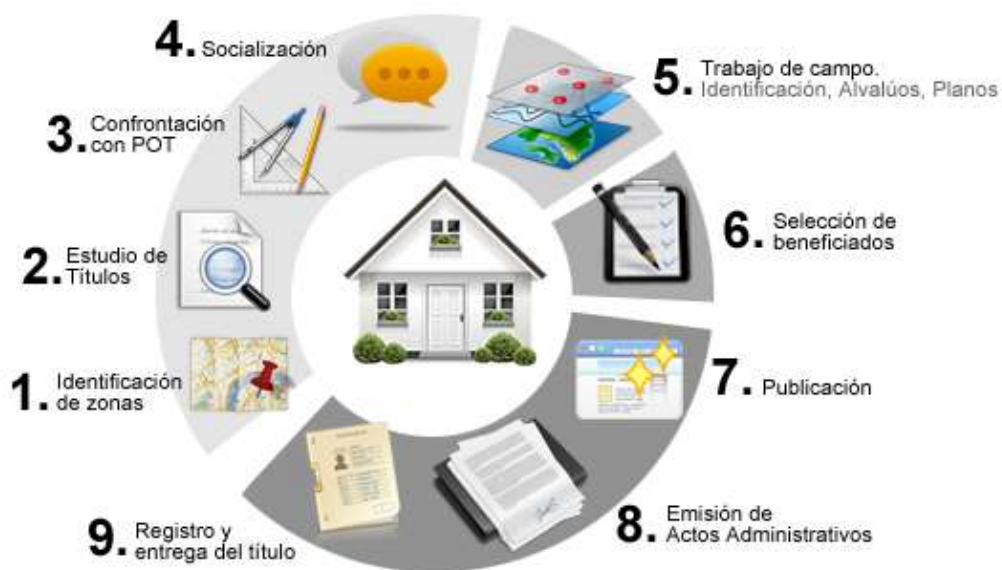 1. Identificación
de zonas
2. Estudio de
Títulos
3. Confrontación
con POT
4. Socialización
5. Trabajo de campo.
Identificación, Alvalúos, Planos
6. Selección de
beneficiados
7. Publicación
8. Emisión de
Actos Administrativos
9. Registro y
entrega del título